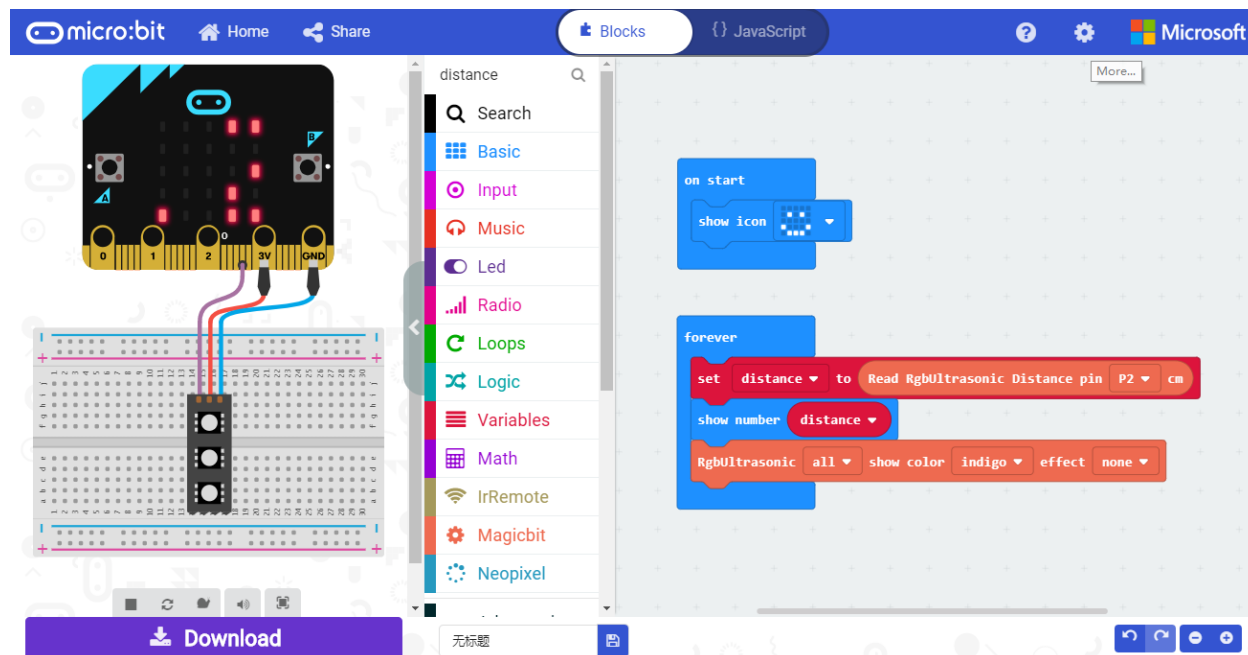 micro:bit Home Share Blocks {} JavaScript ? Microsoft
More...
B
A
0 1 2 3V GND
distance
Search
Basic
Input
Music
Led
Radio
Loops
Logic
Variables
Math
IrRemote
Magicbit
Neopixel
on start
show icon
forever
set distance to Read RgbUltrasonic Distance pin P2 cm
show number distance
RgbUltrasonic all show color indigo effect none
Download
无标题